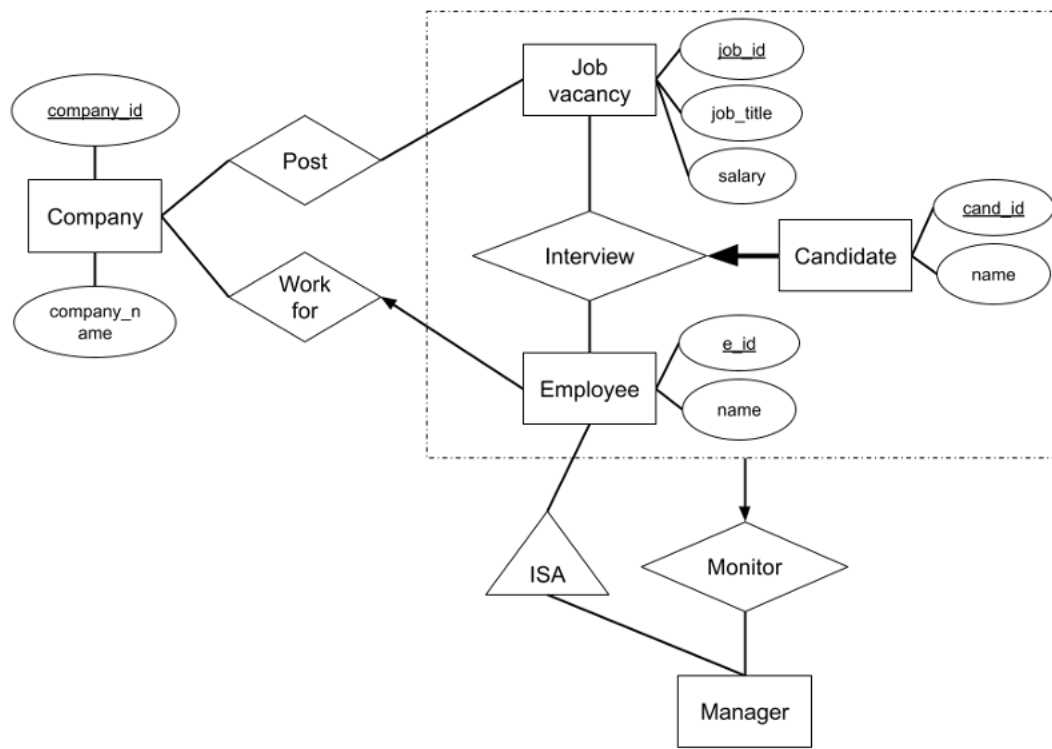 job_id
Job
vacancy
company_id
job_title
Post
salary
Company
cand_id
Interview
Candidate
name
Work
for
company_n
ame
e_id
Employee
name
ISA
Monitor
Manager